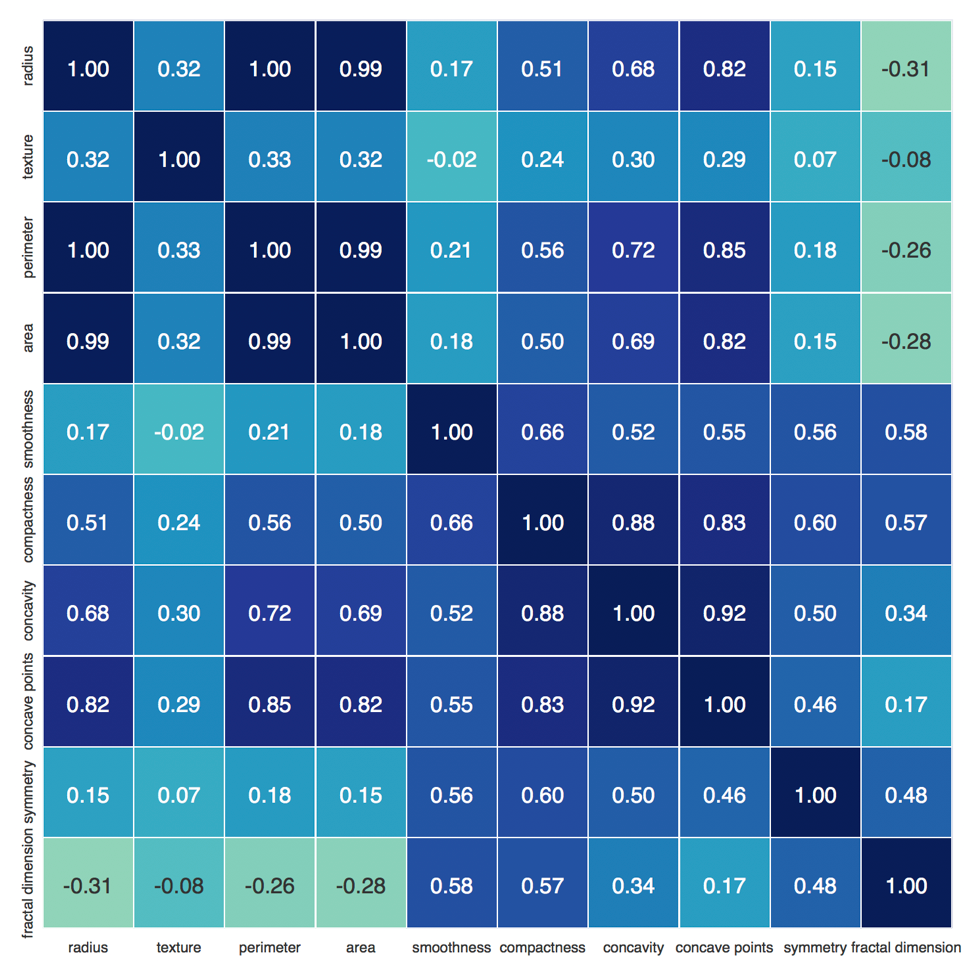 radius 1.00 0.32 1.00 0.99 0.17 0.51 0.68 0.82 0.15 -0.31
texture 0.32 1.00 0.33 0.32 -0.02 0.24 0.30 0.29 0.07 -0.08
perimeter 1.00 0.33 1.00 0.99 0.21 0.56 0.72 0.85 0.18 -0.26
area 0.99 0.32 0.99 1.00 0.18 0.50 0.69 0.82 0.15 -0.28
smoothness 0.17 -0.02 0.21 0.18 1.00 0.66 0.52 0.55 0.56 0.58
compactness 0.51 0.24 0.56 0.50 0.66 1.00 0.88 0.83 0.60 0.57
concavity 0.68 0.30 0.72 0.69 0.52 0.88 1.00 0.92 0.50 0.34
concave points 0.82 0.29 0.85 0.82 0.55 0.83 0.92 1.00 0.46 0.17
symmetry 0.15 0.07 0.18 0.15 0.56 0.60 0.50 0.46 1.00 0.48
fractal dimension -0.31 -0.08 -0.26 -0.28 0.58 0.57 0.34 0.17 0.48 1.00
radius texture perimeter area smoothness compactness concavity concave points symmetry fractal dimension